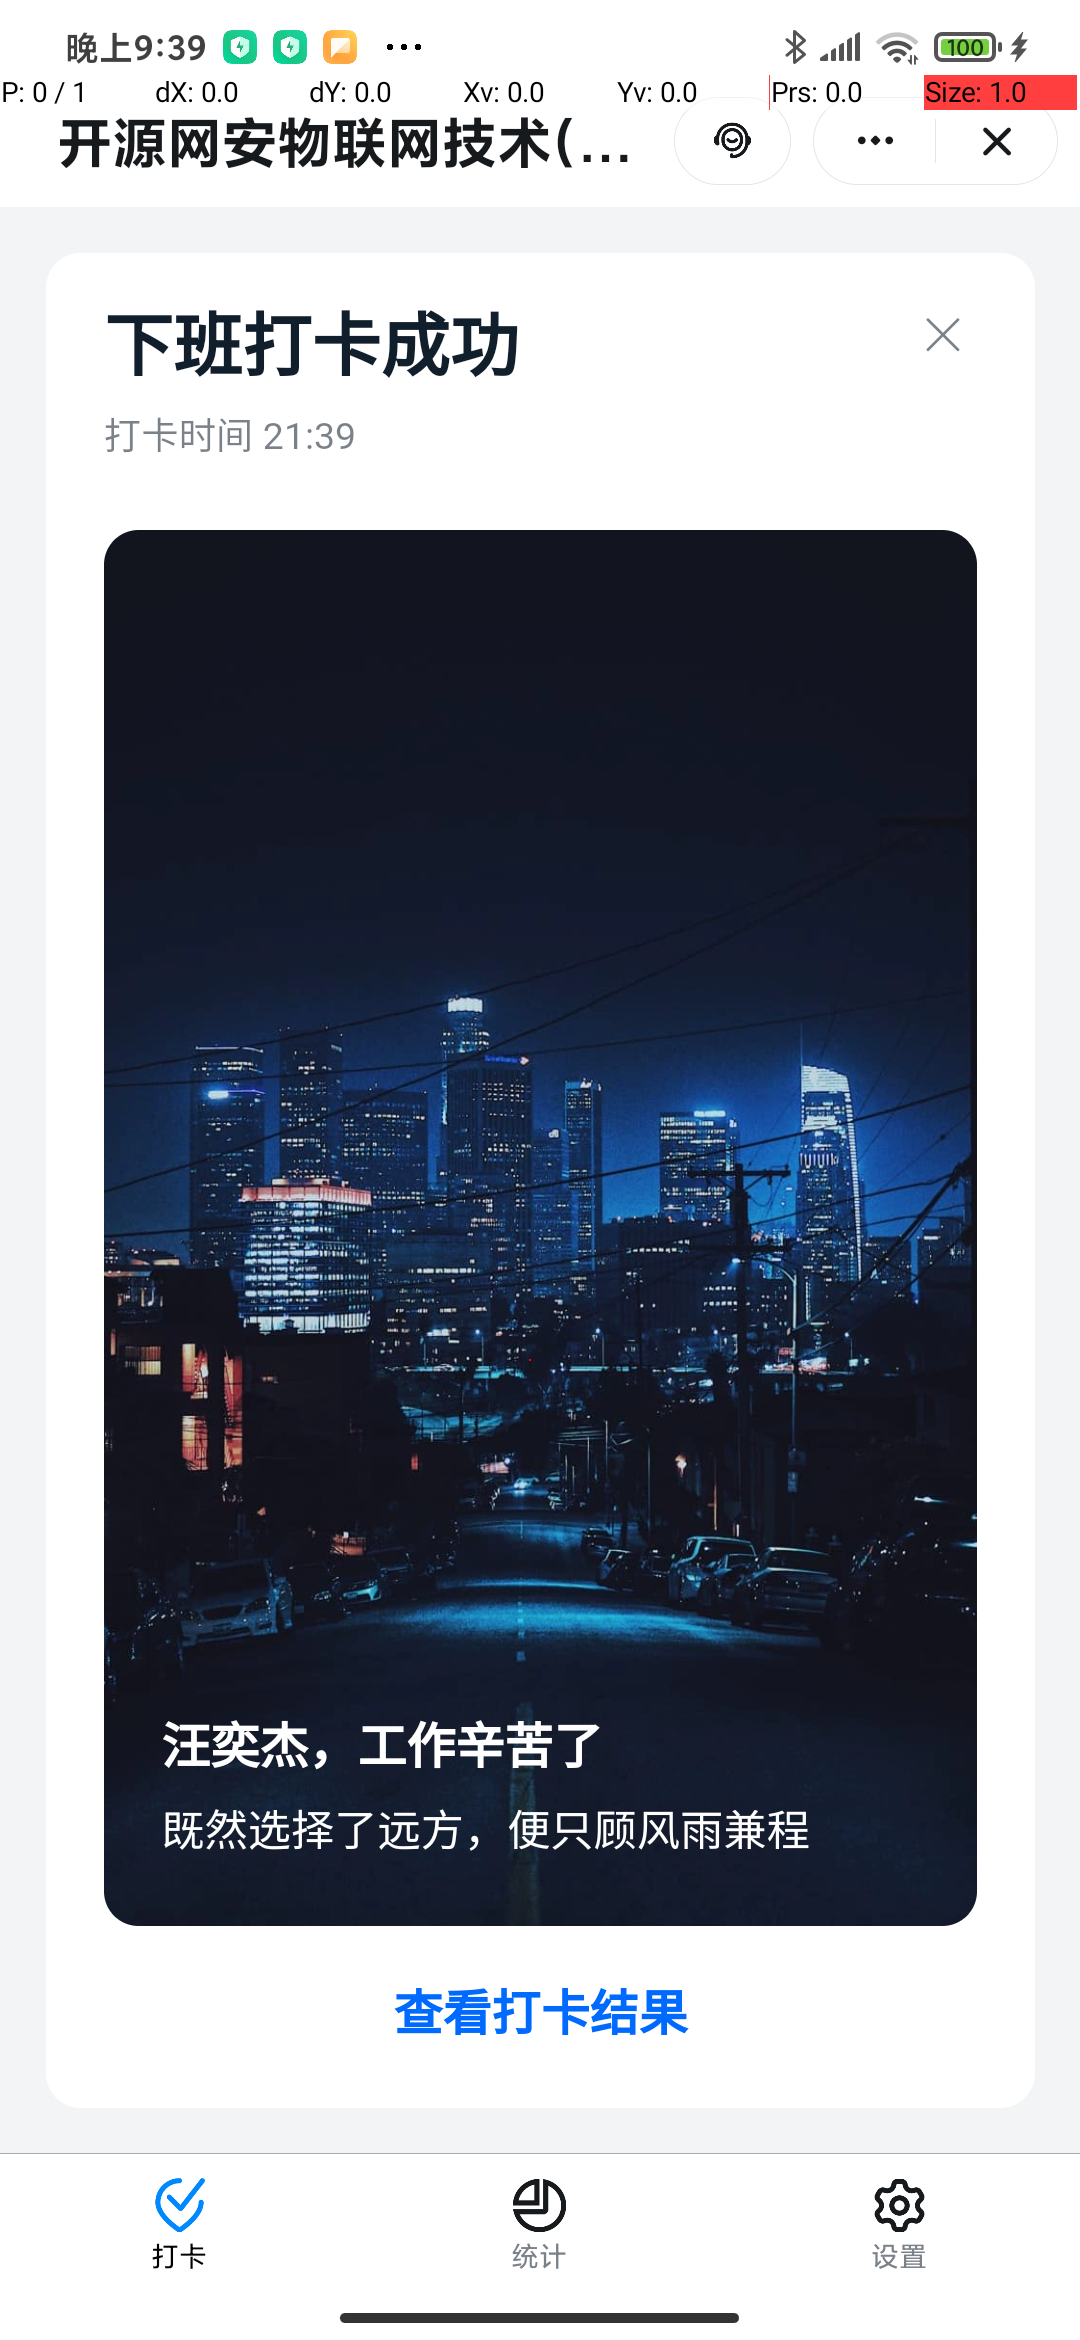 晚上9:39
100
P: 0 / 1 dX: 0.0 dY: 0.0 Xv: 0.0 Yv: 0.0 Prs: 0.0 Size: 1.0
开源网安物联网技术(...
下班打卡成功
打卡时间 21:39
汪奕杰，工作辛苦了
既然选择了远方，便只顾风雨兼程
查看打卡结果
打卡 统计 设置